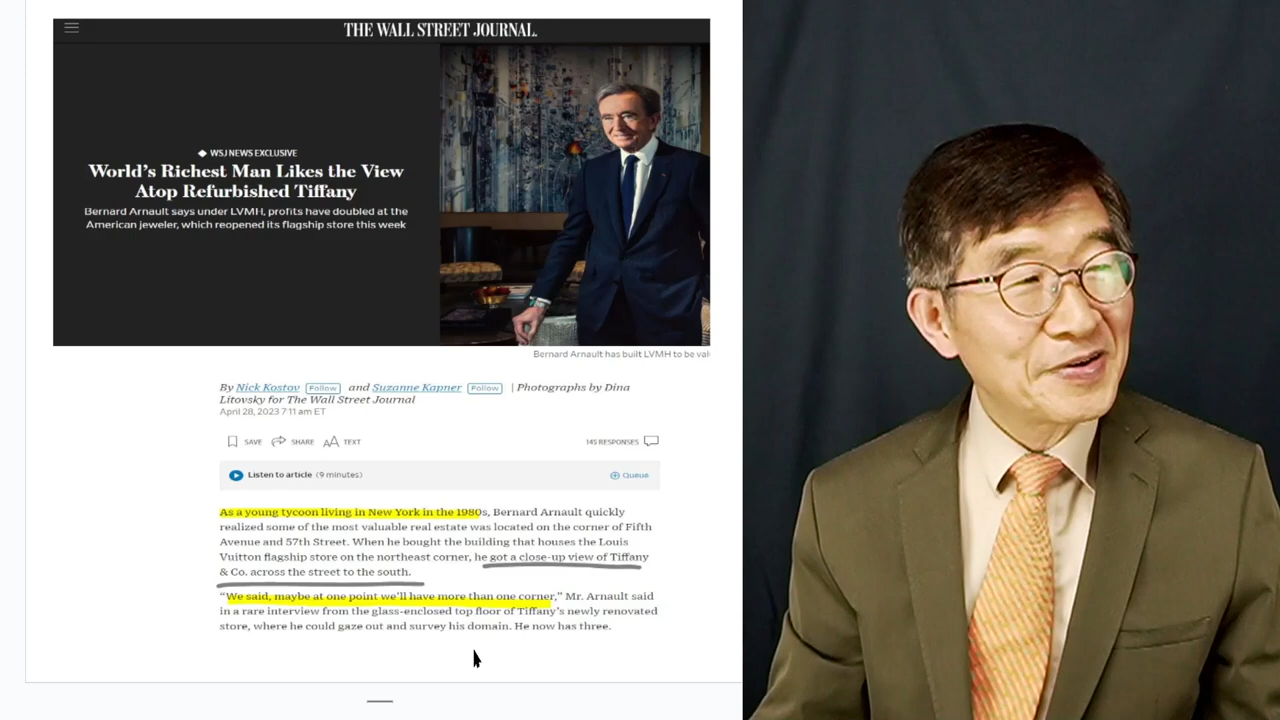 THE WALL STREET JOURNAL.
WSJ NEWS EXCLUSIVE
World's Richest Man Likes the View
Atop Refurbished Tiffany
Bernard Arnault says under LVMH, profits have doubled at the
American jeweler, which reopened its flagship store this week
Bernard Arnault has built LVMH to be val
By Nick Kostov Follow and Suzanne Kapner Follow | Photographs by Dina
Litovsky for The Wall Street Journal
April 28, 2023 7:11 am ET
SAVE SHARE AA TEXT 145 RESPONSES
Listen to article (9 minutes) Queue
As a young tycoon living in New York in the 1980s, Bernard Arnault quickly
realized some of the most valuable real estate was located on the corner of Fifth
Avenue and 57th Street. When he bought the building that houses the Louis
Vuitton flagship store on the northeast corner, he got a close-up view of Tiffany
& Co. across the street to the south.
“We said, maybe at one point we’ll have more than one corner,” Mr. Arnault said
in a rare interview from the glass-enclosed top floor of Tiffany’s newly renovated
store, where he could gaze out and survey his domain. He now has three.